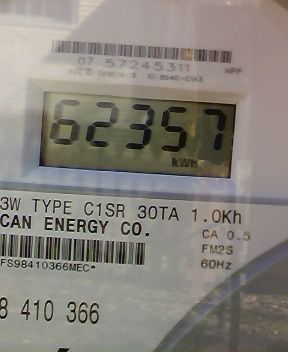 07 57245311
HPP
62357
kWh
3W TYPE C1SR 30TA 1.0Kh
CAN ENERGY CO.
CA 0.5
FM2S
60Hz
FS98410366MEC*
8 410 366